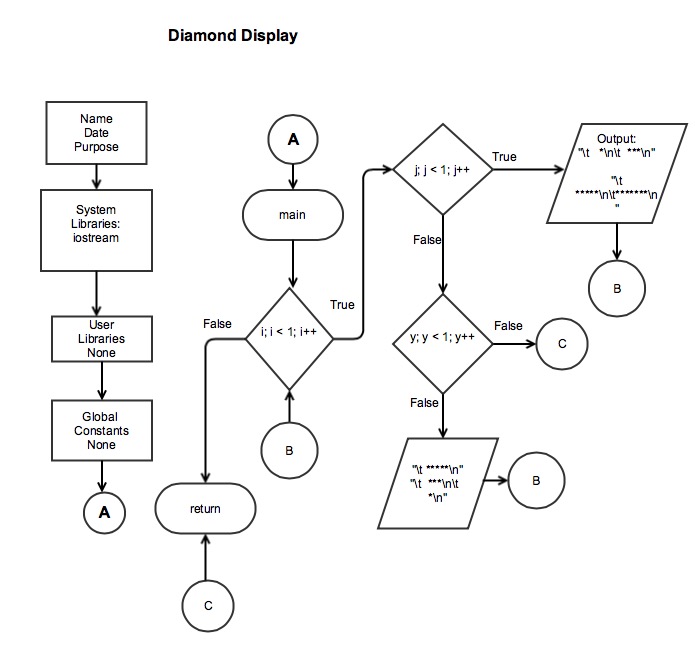 Diamond Display
Name
Date
Purpose
System
Libraries:
iostream
User
Libraries
None
Global
Constants
None
A
A
main
i; i < 1; i++
True
False
B
return
C
j; j < 1; j++
True
False
Output:
"\t   *\n\t  ***\n"
"\t
*****\n\t*******\n
"
B
y; y < 1; y++
False
C
False
"\t *****\n"
"\t  ***\n\t
*\n"
B